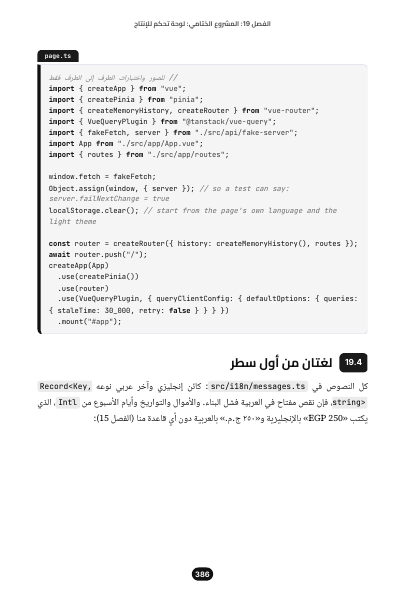 الفصل 19: المشروع الختامي: لوحة تحكم للإنتاج
page.ts
// للصور واختبارات الطرف إلى الطرف فقط
import { createApp } from "vue";
import { createPinia } from "pinia";
import { createMemoryHistory, createRouter } from "vue-router";
import { VueQueryPlugin } from "@tanstack/vue-query";
import { fakeFetch, server } from "./src/api/fake-server";
import App from "./src/app/App.vue";
import { routes } from "./src/app/routes";
window.fetch = fakeFetch;
Object.assign(window, { server }); // so a test can say:
server.failNextChange = true
localStorage.clear(); // start from the page's own language and the
light theme
const router = createRouter({ history: createMemoryHistory(), routes });
await router.push("/");
createApp(App)
.use(createPinia())
.use(router)
.use(VueQueryPlugin, { queryClientConfig: { defaultOptions: { queries:
{ staleTime: 30_000, retry: false } } } })
.mount("#app");
19.4 لغتان من أول سطر
كل النصوص في src/i18n/messages.ts: كائن إنجليزي وآخر عربي نوعه Record<Key,
string>، فإن نقص مفتاح في العربية فشل البناء. والأموال والتواريخ وأيام الأسبوع من Intl، الذي
يكتب «EGP 250» بالإنجليزية و«٢٥٠ ج.م.» بالعربية دون أي قاعدة منا (الفصل 15):
386